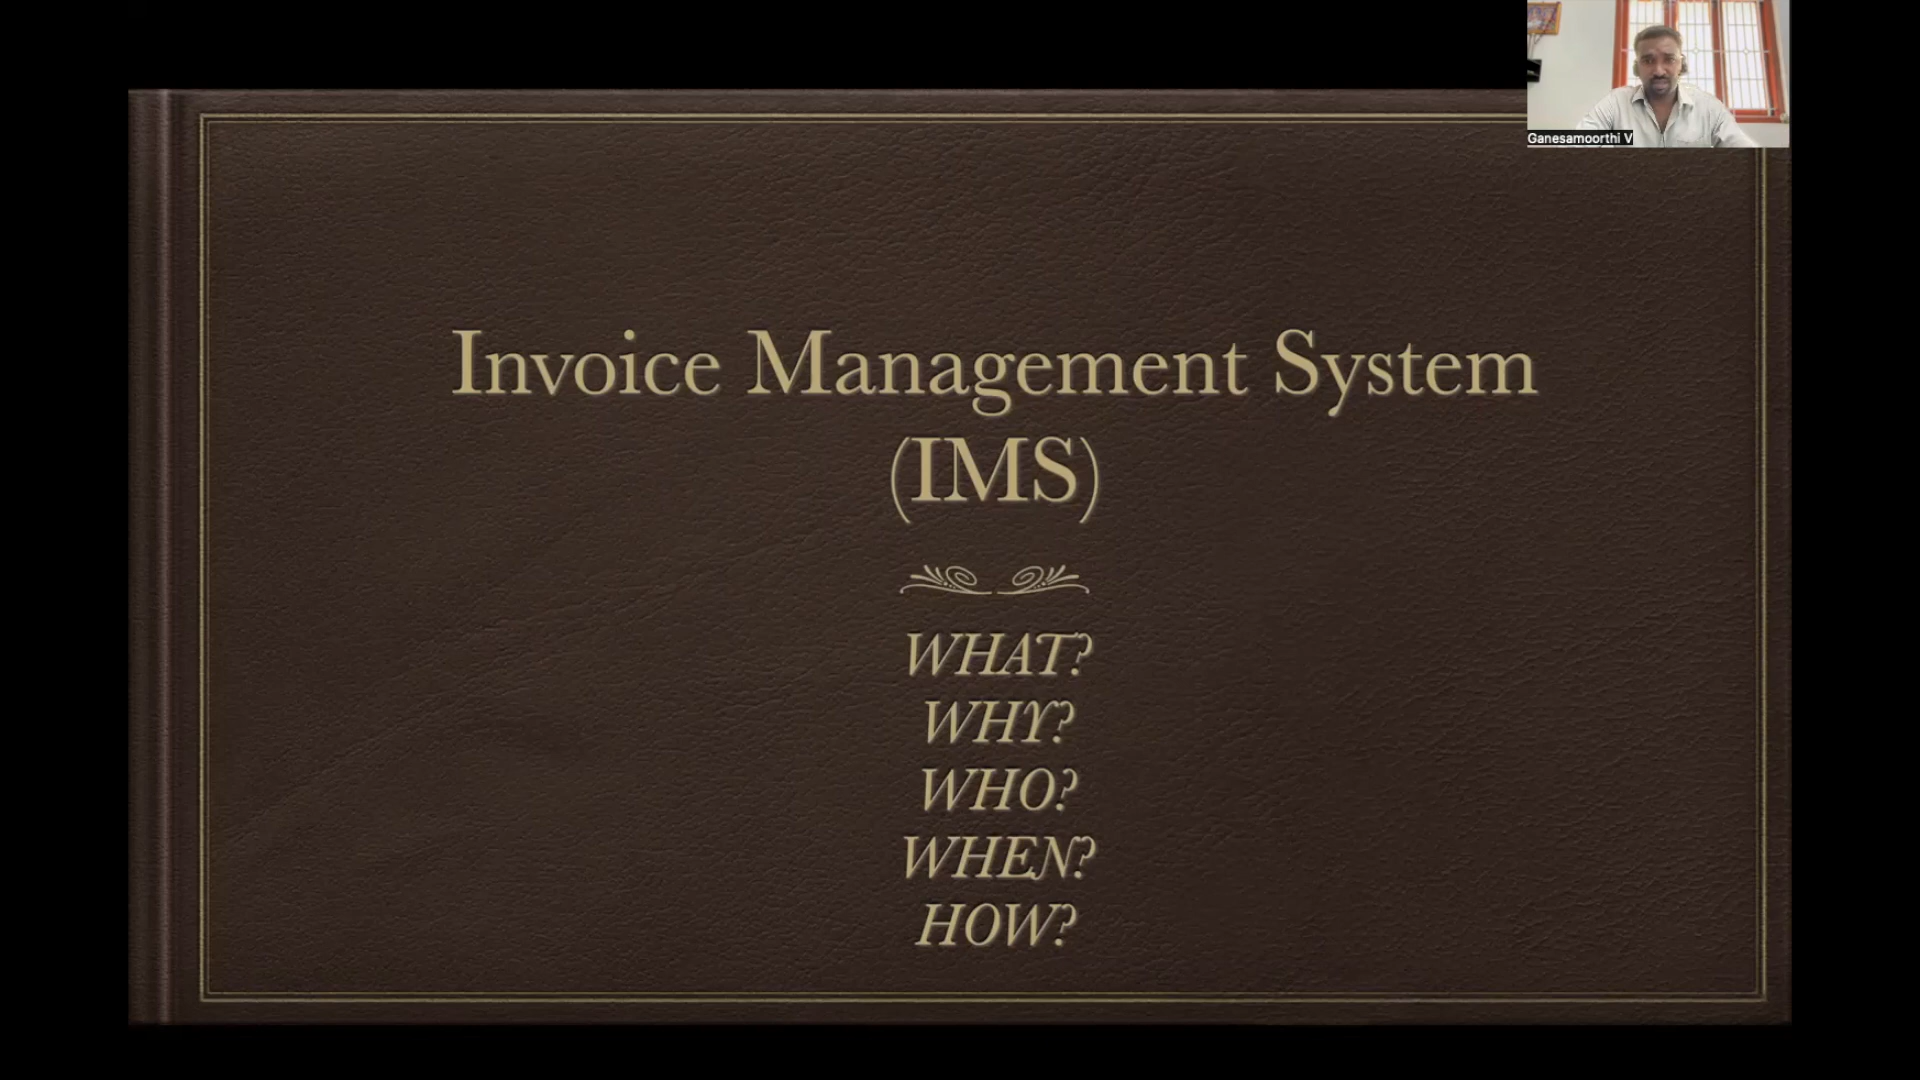 Ganesamoorthi V
Invoice Management System
(IMS)
WHAT?
WHY?
WHO?
WHEN?
HOW?